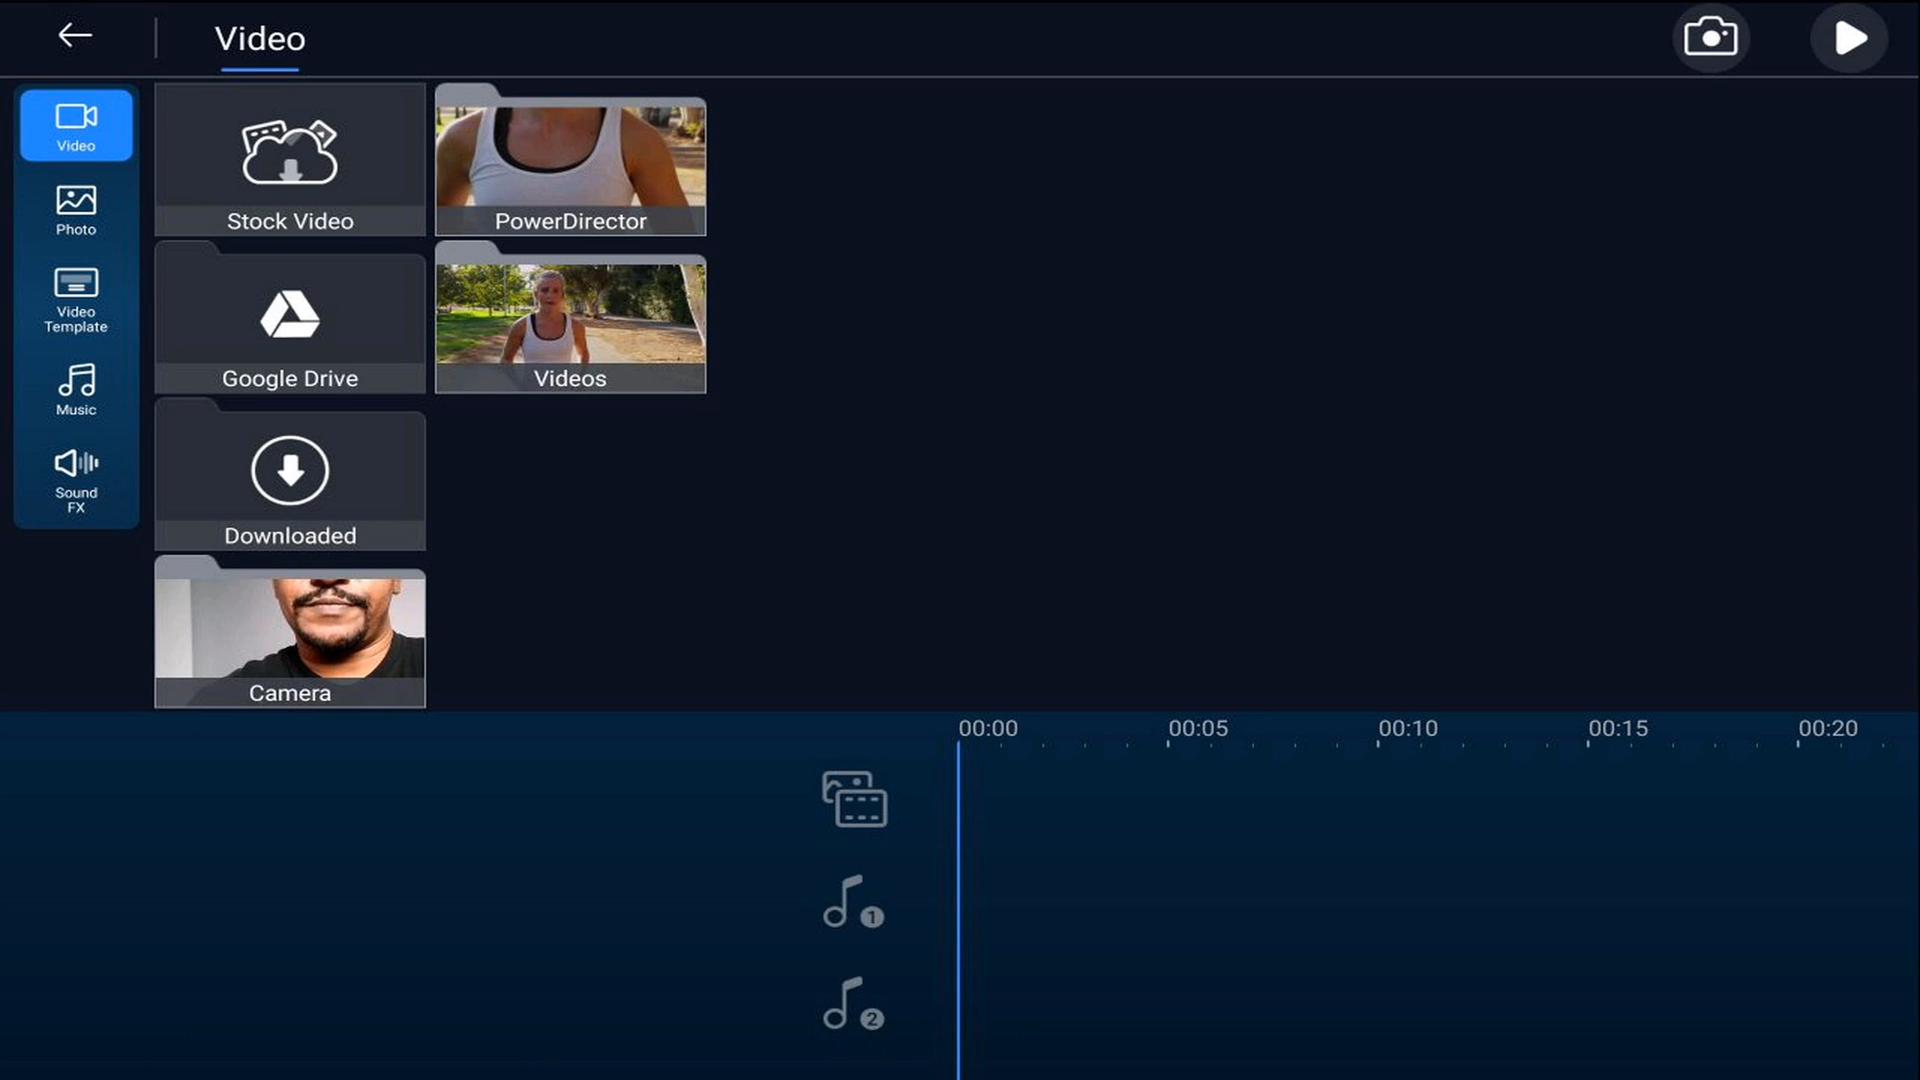 Video
Video
Photo
Video
Template
Music
Sound
FX
Stock Video
PowerDirector
Google Drive
Videos
Downloaded
Camera
00:00
00:05
00:10
00:15
00:20
1
2